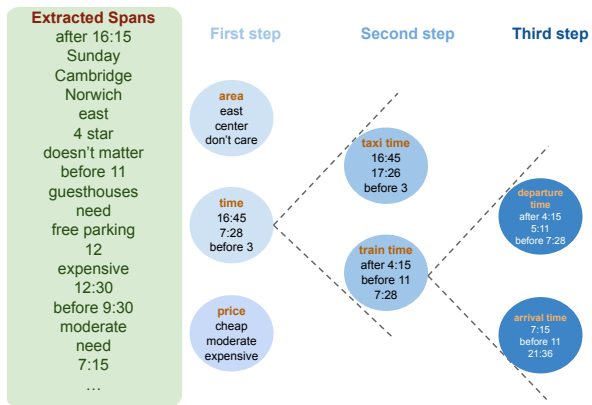 Extracted Spans
after 16:15
Sunday
Cambridge
Norwich
east
4 star
doesn't matter
before 11
guesthouses
need
free parking
12
expensive
12:30
before 9:30
moderate
need
7:15
…
First step
area
east
center
don't care
time
16:45
7:28
before 3
price
cheap
moderate
expensive
Second step
taxi time
16:45
17:26
before 3
train time
after 4:15
before 11
7:28
Third step
departure
time
after 4:15
5:11
before 7:28
arrival time
7:15
before 11
21:36